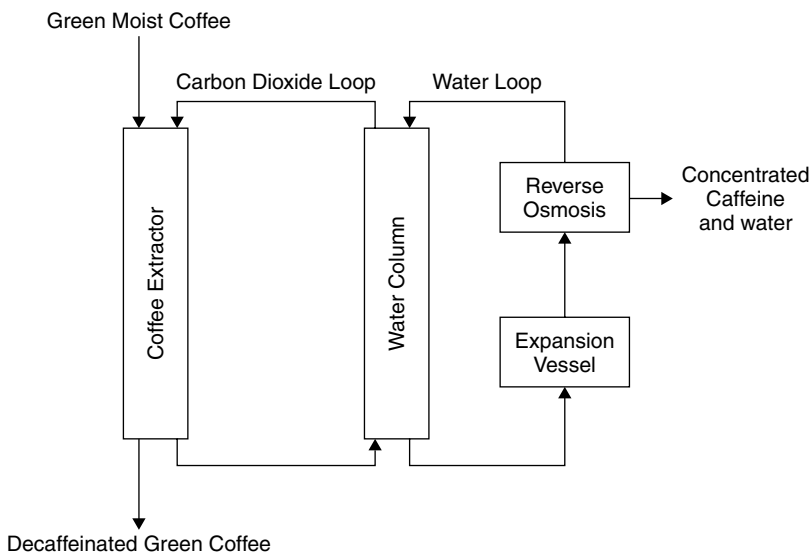 Green Moist Coffee
Carbon Dioxide Loop
Water Loop
Coffee Extractor
Water Column
Reverse
Osmosis
Concentrated
Caffeine
and water
Expansion
Vessel
Decaffeinated Green Coffee